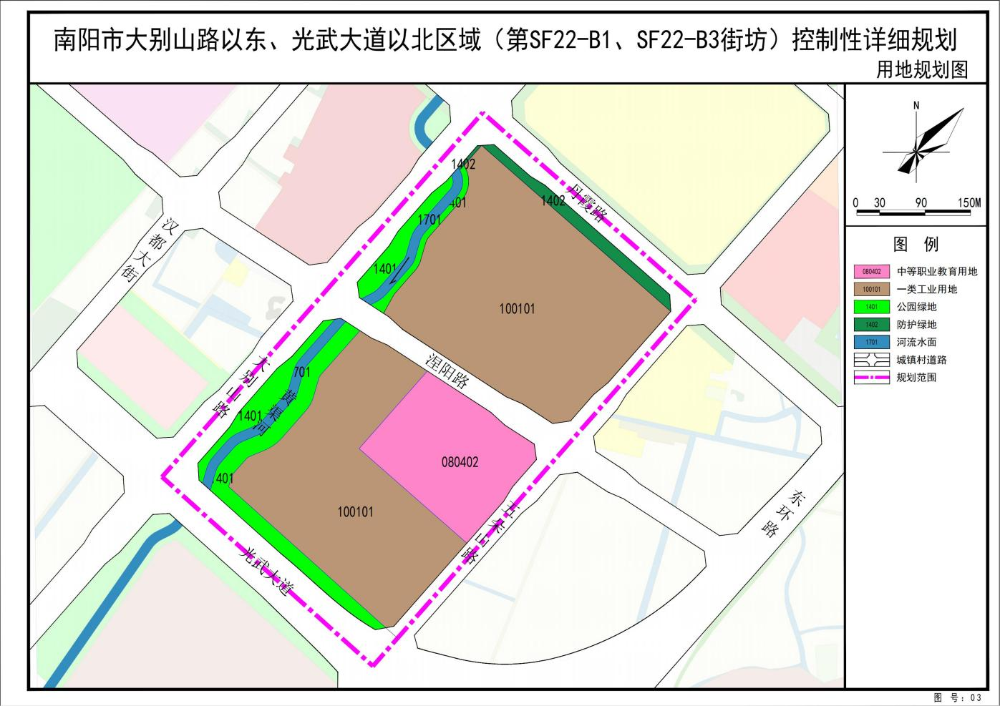 南阳市大别山路以东、光武大道以北区域（第SF22-B1、SF22-B3街坊）控制性详细规划
用地规划图
N
0 30 90 150M
图 例
080402 中等职业教育用地
100101 一类工业用地
1401 公园绿地
1402 防护绿地
1701 河流水面
城镇村道路
规划范围
1402
丹霞路
1402
401
1701
1401
100101
汉都大街
大别山路
涅阳路
701
黄渠河
1401
401
080402
100101
五朵山路
东环路
光武大道
图 号：03